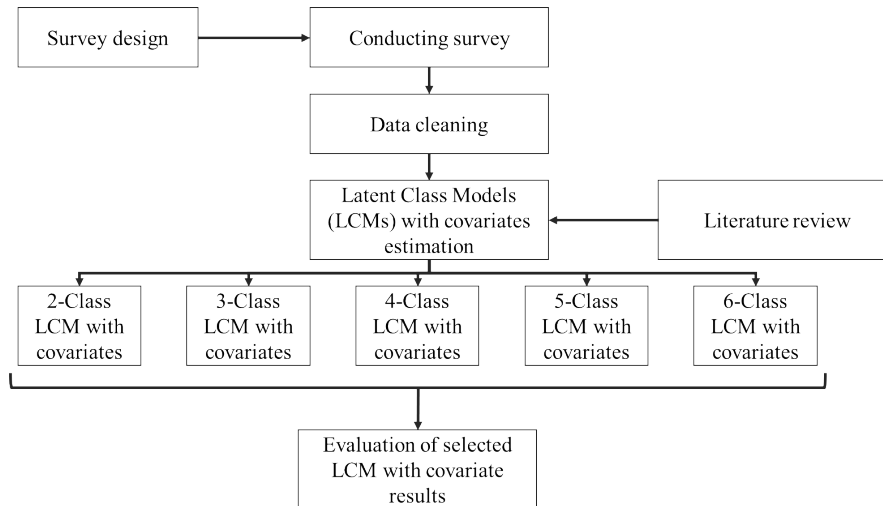 Survey design
Conducting survey
Data cleaning
Latent Class Models
(LCMs) with covariates
estimation
Literature review
2-Class
LCM with
covariates
3-Class
LCM with
covariates
4-Class
LCM with
covariates
5-Class
LCM with
covariates
6-Class
LCM with
covariates
Evaluation of selected
LCM with covariate
results